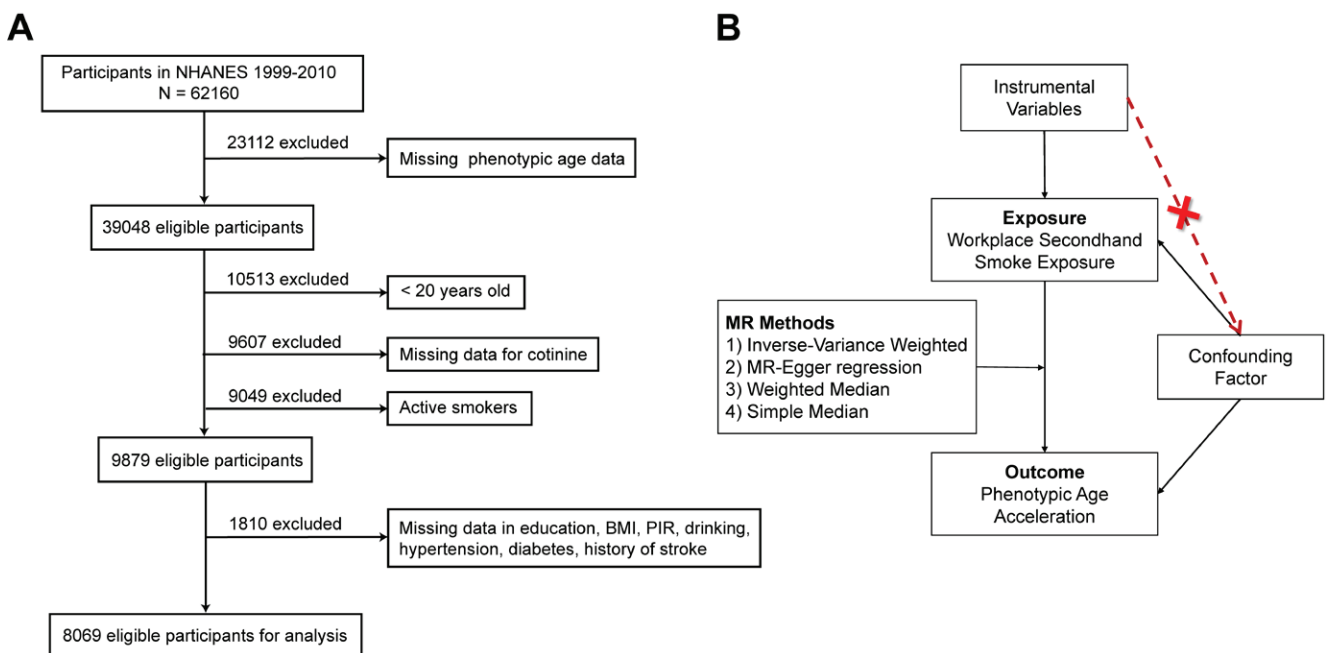 A
Participants in NHANES 1999-2010
N = 62160
23112 excluded
Missing phenotypic age data
39048 eligible participants
10513 excluded
< 20 years old
9607 excluded
Missing data for cotinine
9049 excluded
Active smokers
9879 eligible participants
1810 excluded
Missing data in education, BMI, PIR, drinking,
hypertension, diabetes, history of stroke
8069 eligible participants for analysis
B
Instrumental
Variables
Exposure
Workplace Secondhand
Smoke Exposure
MR Methods
1) Inverse-Variance Weighted
2) MR-Egger regression
3) Weighted Median
4) Simple Median
Confounding
Factor
Outcome
Phenotypic Age
Acceleration